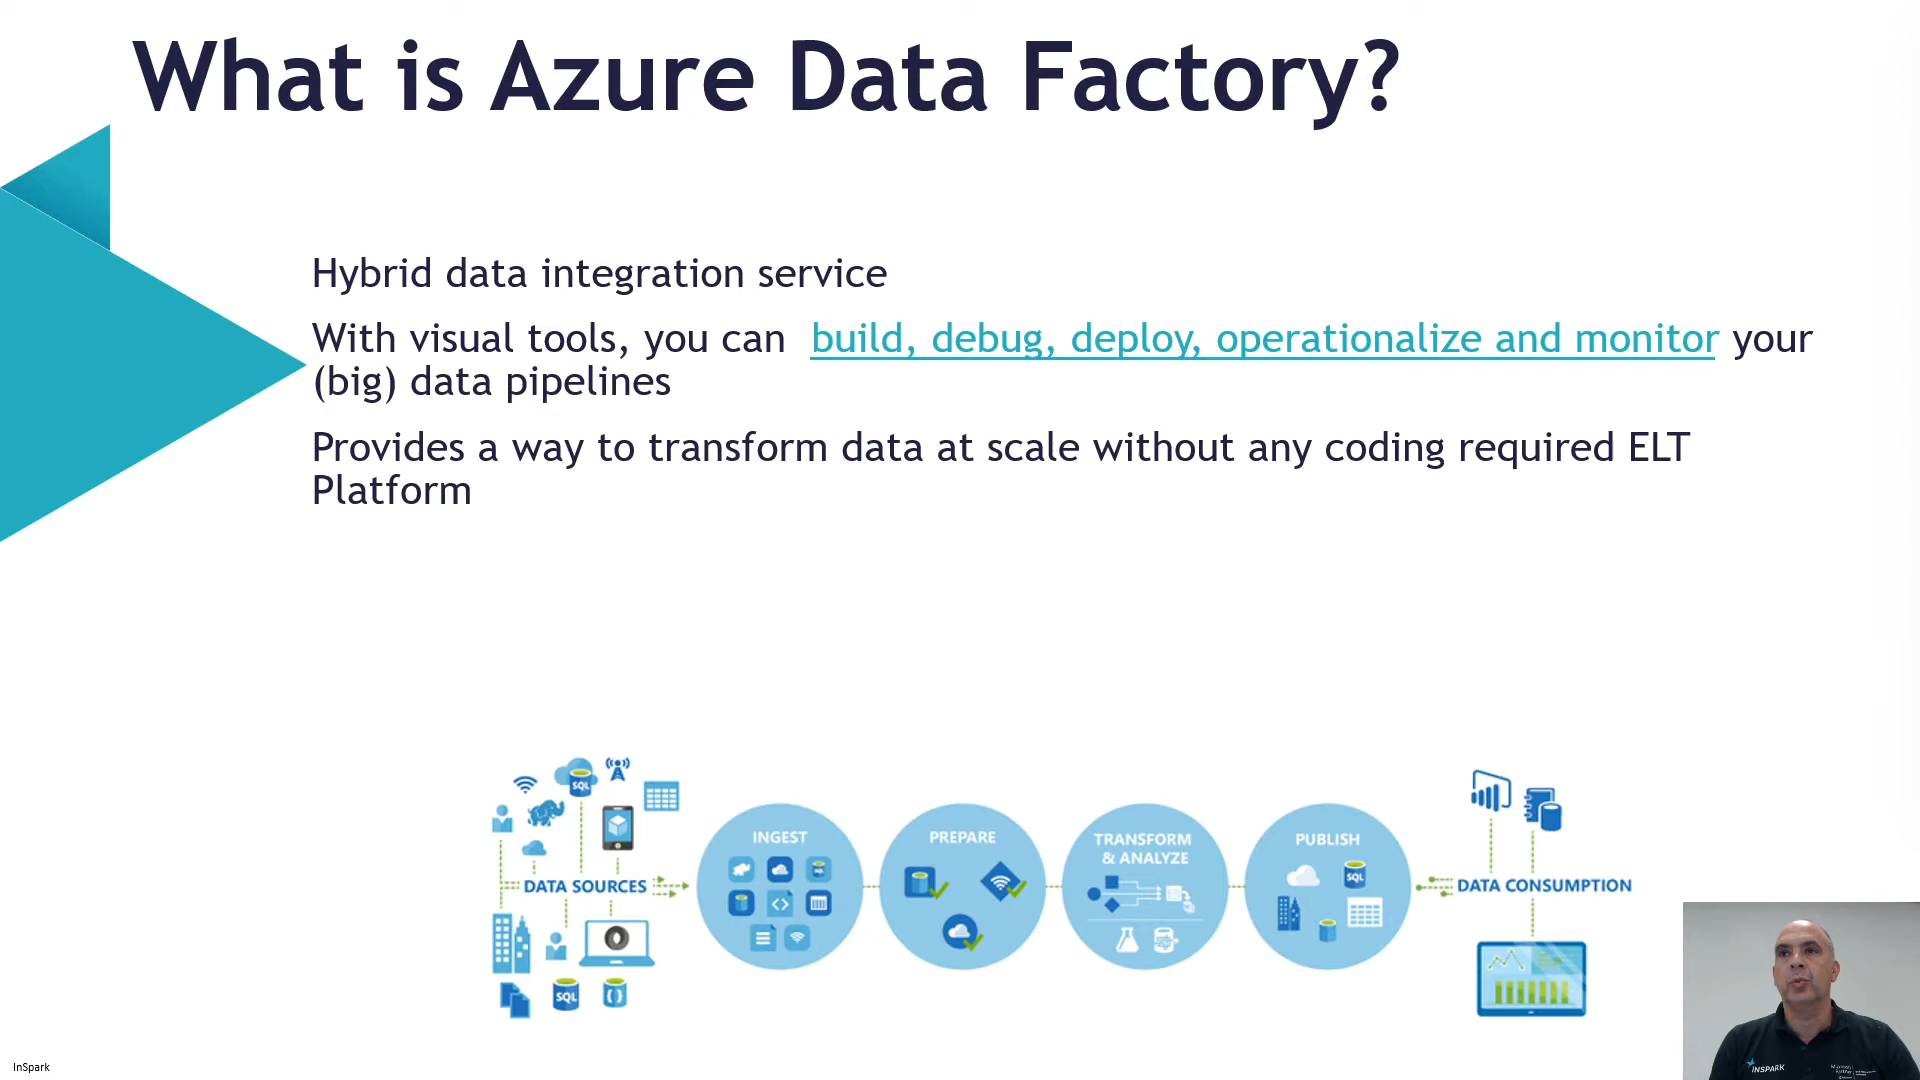 What is Azure Data Factory?
Hybrid data integration service
With visual tools, you can build, debug, deploy, operationalize and monitor your
(big) data pipelines
Provides a way to transform data at scale without any coding required ELT
Platform
SQL
INGEST
PREPARE
TRANSFORM
& ANALYZE
PUBLISH
SQL
DATA SOURCES
DATA CONSUMPTION
SQL
InSpark
INSPARK